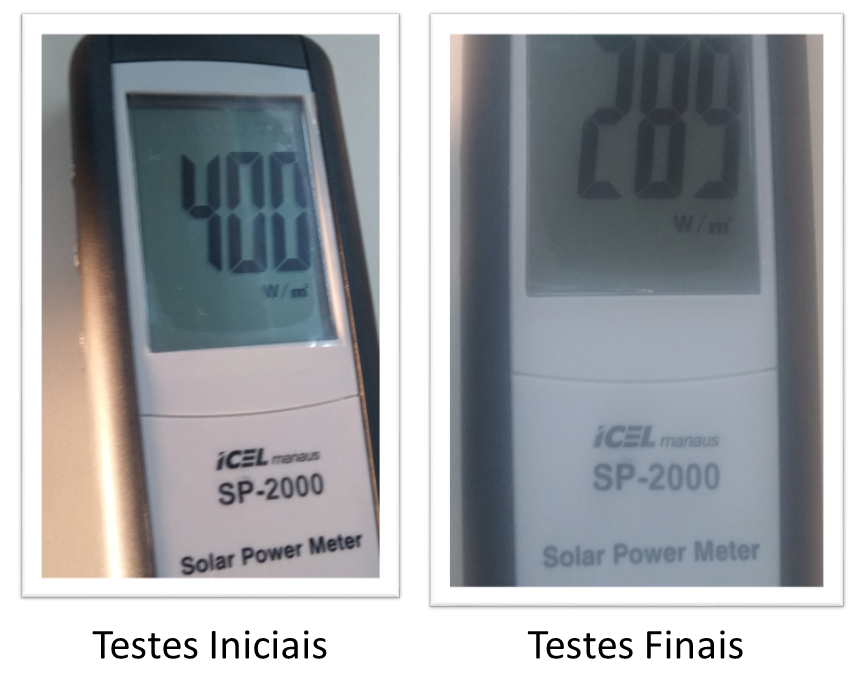 400
W/m²
iCEL manaus
SP-2000
Solar Power Meter
Testes Iniciais
289
W/m²
iCEL manaus
SP-2000
Solar Power Meter
Testes Finais